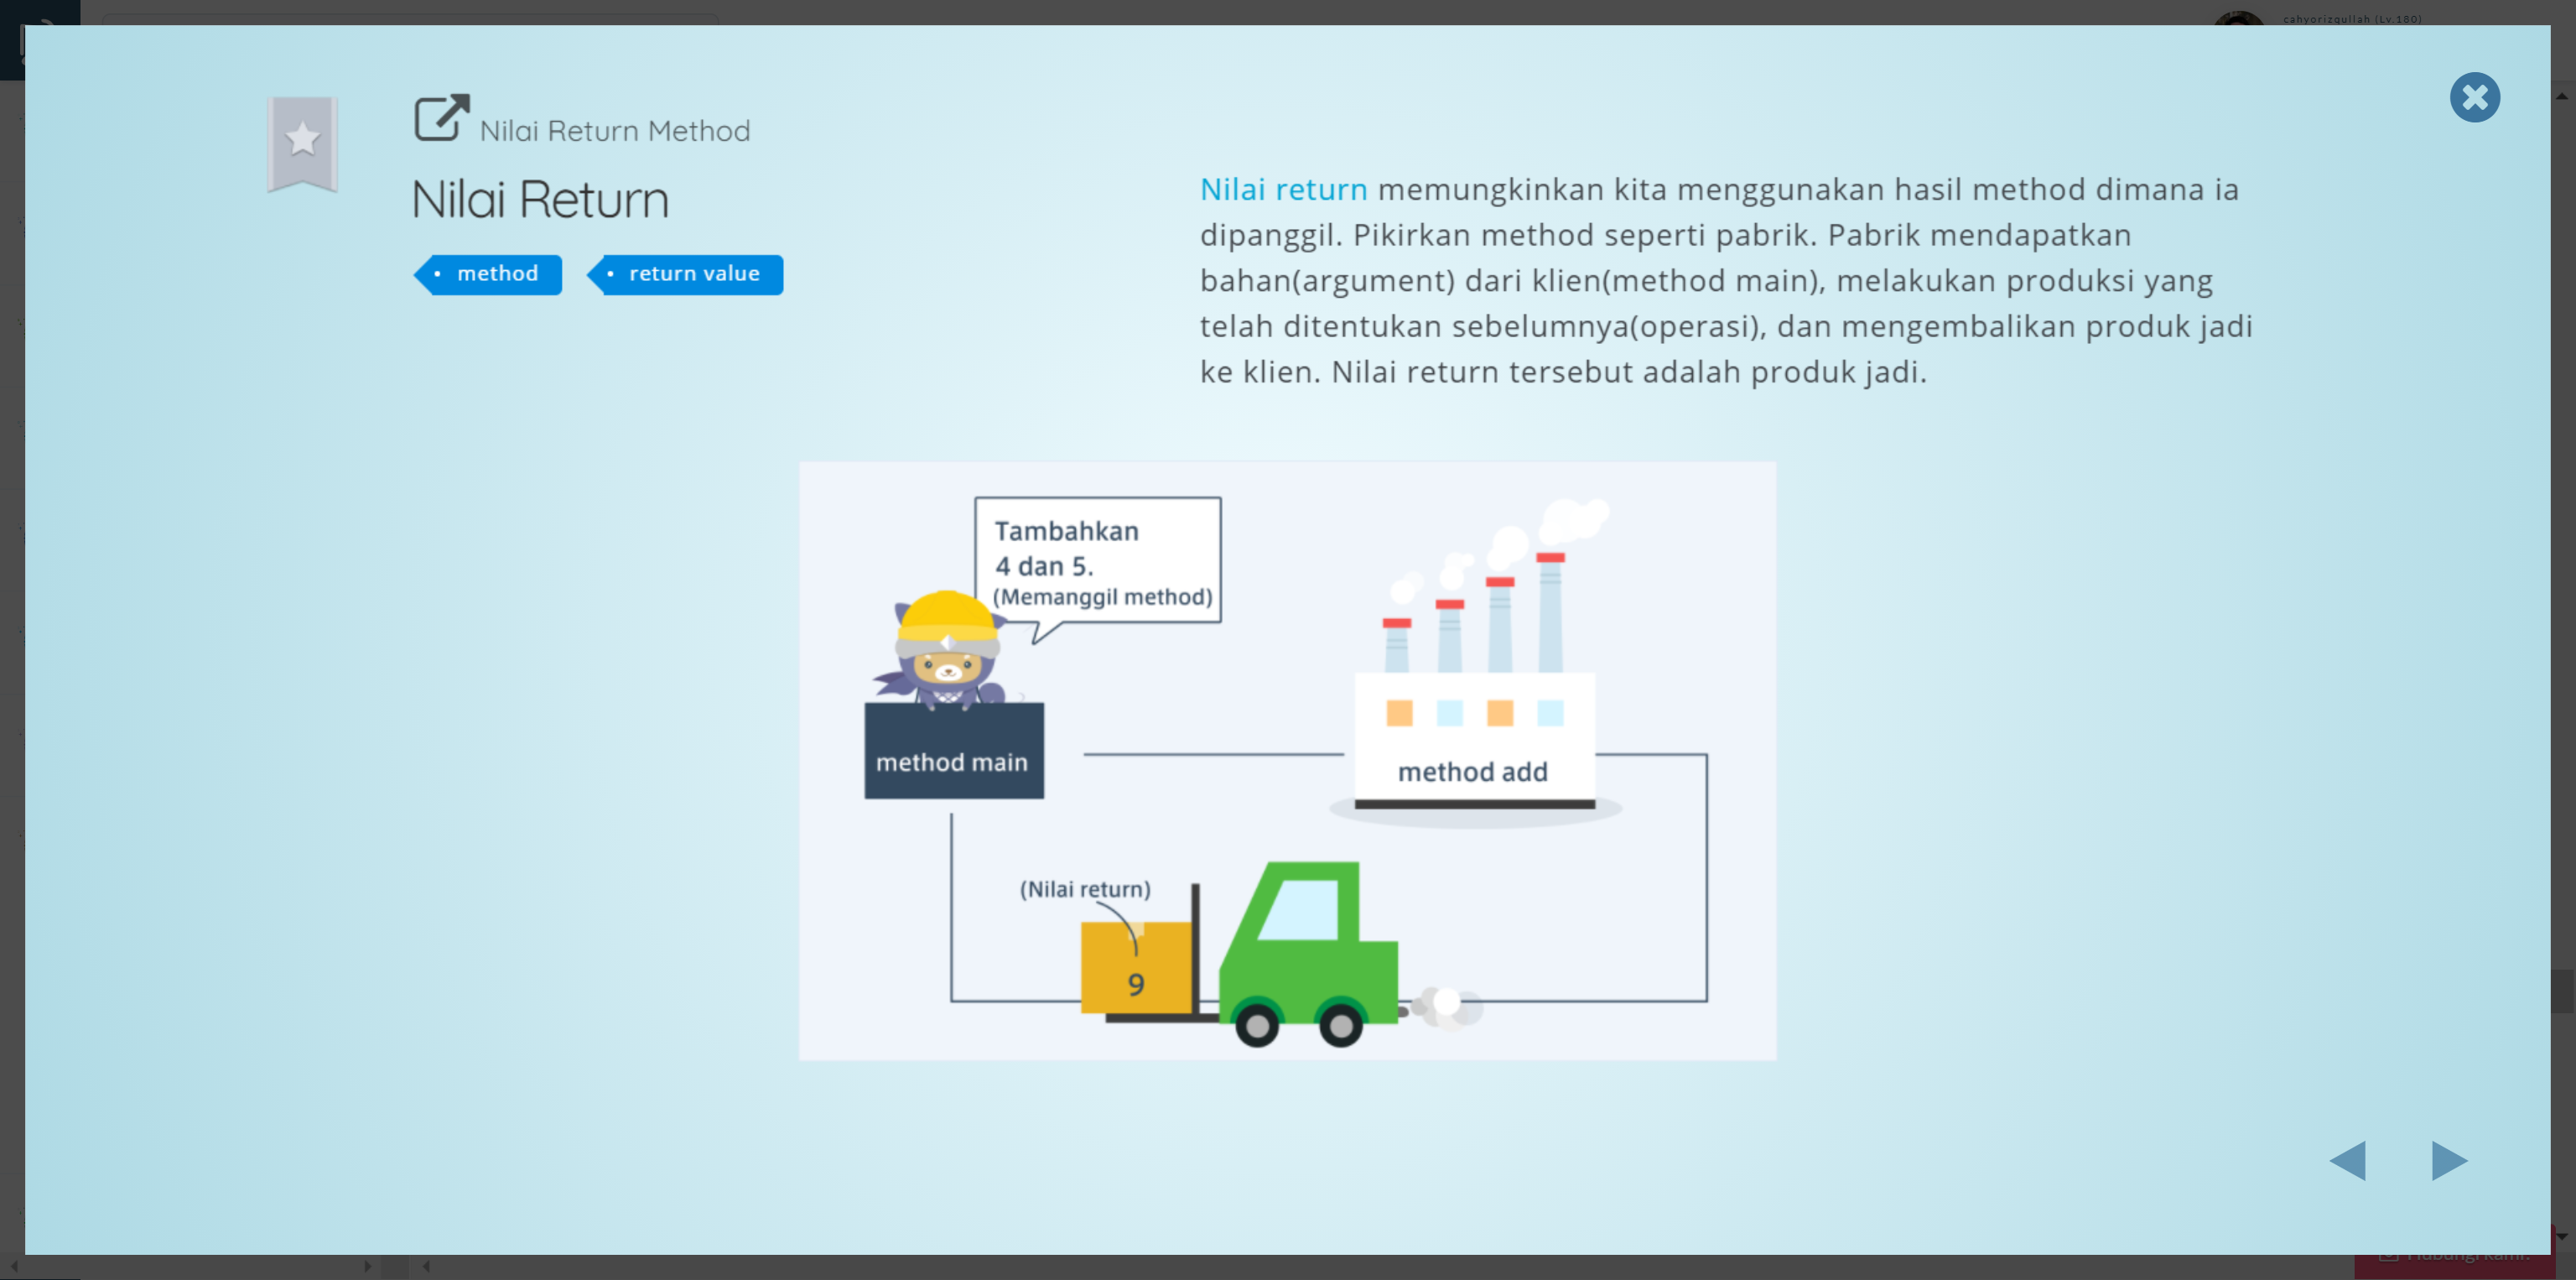 cahyorizqullah (Lv.180)
Nilai Return Method
Nilai Return
• method
• return value
Nilai return memungkinkan kita menggunakan hasil method dimana ia
dipanggil. Pikirkan method seperti pabrik. Pabrik mendapatkan
bahan(argument) dari klien(method main), melakukan produksi yang
telah ditentukan sebelumnya(operasi), dan mengembalikan produk jadi
ke klien. Nilai return tersebut adalah produk jadi.
Tambahkan
4 dan 5.
(Memanggil method)
method main
method add
(Nilai return)
9